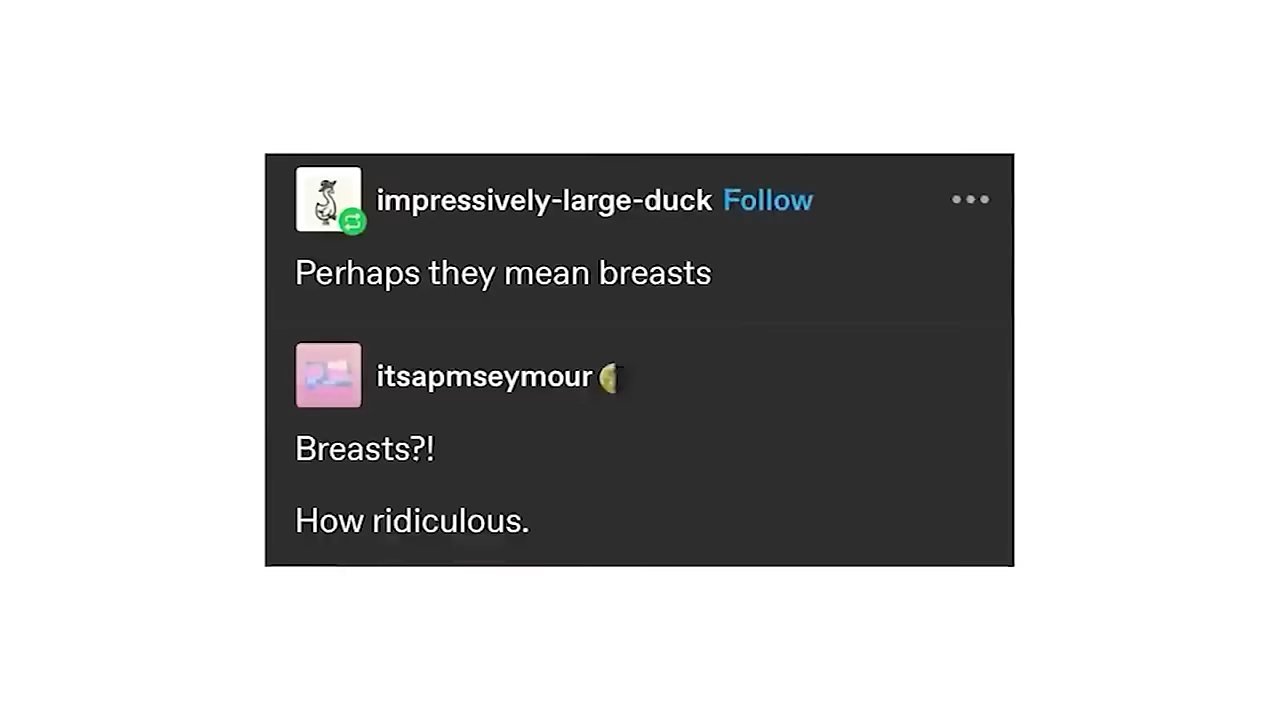 impressively-large-duck Follow
Perhaps they mean breasts
itsapmseymour
Breasts?!
How ridiculous.